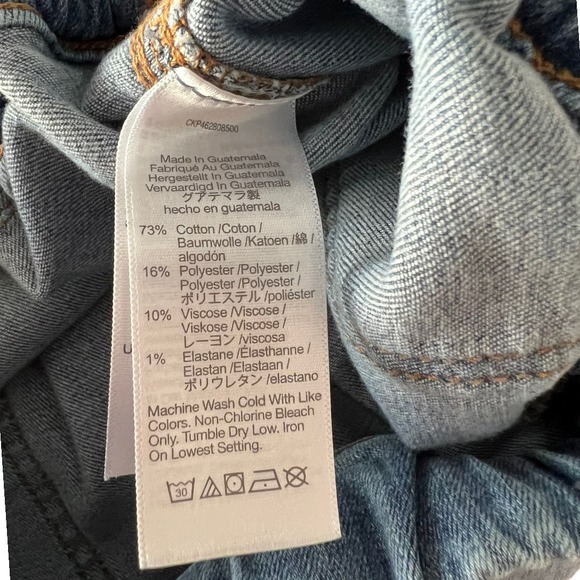 CKP462808500
Made In Guatemala
Fabriqué Au Guatemala
Hergestellt In Guatemala
Vervaardigd In Guatemala
グアテマラ製
hecho en guatemala
73% Cotton /Coton/
Baumwolle /Katoen /綿/
algodón
16% Polyester /Polyester/
Polyester /Polyester/
ポリエステル /poliéster
10% Viscose /Viscose/
Viskose /Viscose/
レーヨン /viscosa
1% Elastane /Élasthanne/
Elastan /Elastaan/
ポリウレタン /elastano
Machine Wash Cold With Like
Colors. Non-Chlorine Bleach
Only. Tumble Dry Low. Iron
On Lowest Setting.
30